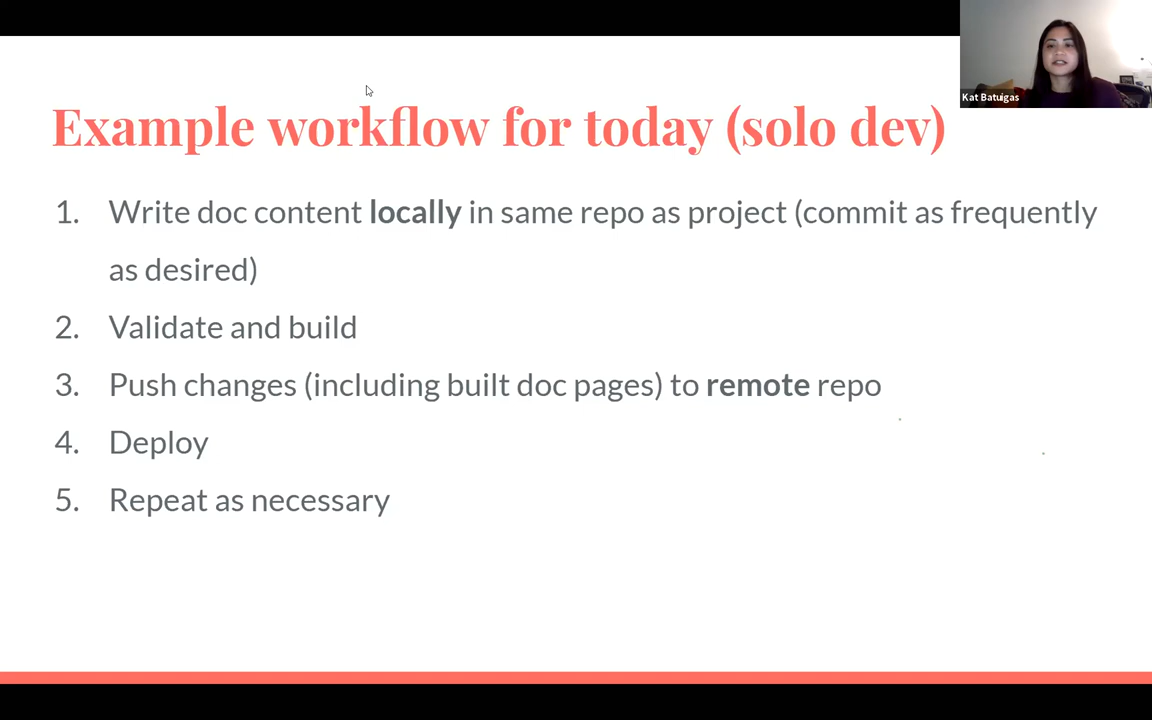 Kat Batuigas
Example workflow for today (solo dev)
1. Write doc content locally in same repo as project (commit as frequently
as desired)
2. Validate and build
3. Push changes (including built doc pages) to remote repo
4. Deploy
5. Repeat as necessary